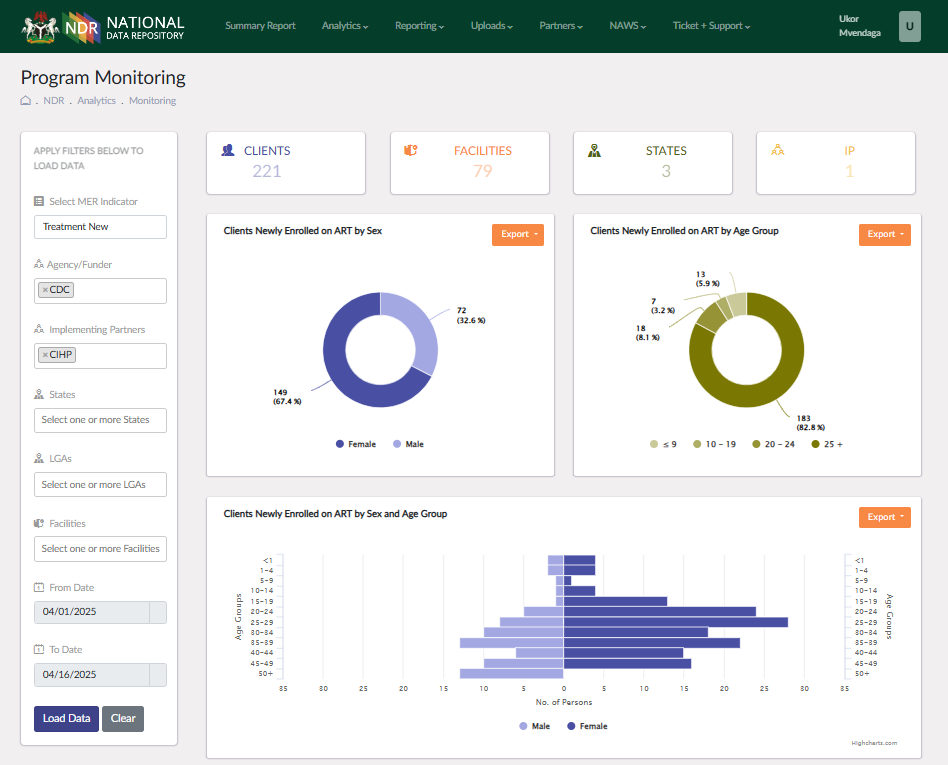 NDR
NATIONAL
DATA REPOSITORY
Summary Report
Analytics
Reporting
Uploads
Partners
NAWS
Ticket + Support
Ukor
Mvendaga
U
Program Monitoring
. NDR . Analytics . Monitoring
APPLY FILTERS BELOW TO
LOAD DATA
Select MER Indicator
Treatment New
Agency/Funder
×CDC
Implementing Partners
×CIHP
States
Select one or more States
LGAs
Select one or more LGAs
Facilities
Select one or more Facilities
From Date
04/01/2025
To Date
04/16/2025
Load Data
Clear
CLIENTS
221
FACILITIES
79
STATES
3
IP
1
Clients Newly Enrolled on ART by Sex
Export
72
(32.6 %)
149
(67.4 %)
Female
Male
Clients Newly Enrolled on ART by Age Group
Export
13
(5.9 %)
7
(3.2 %)
18
(8.1 %)
183
(82.8 %)
≤ 9
10 – 19
20 – 24
25 +
Clients Newly Enrolled on ART by Sex and Age Group
Export
Age Groups
<1 <1
1-4 1-4
5-9 5-9
10-14 10-14
15-19 15-19
20-24 20-24
25-29 25-29
30-34 30-34
35-39 35-39
40-44 40-44
45-49 45-49
50+ 50+
Age Groups
35 30 25 20 15 10 5 0 5 10 15 20 25 30 35
No. of Persons
Male
Female
Highcharts.com